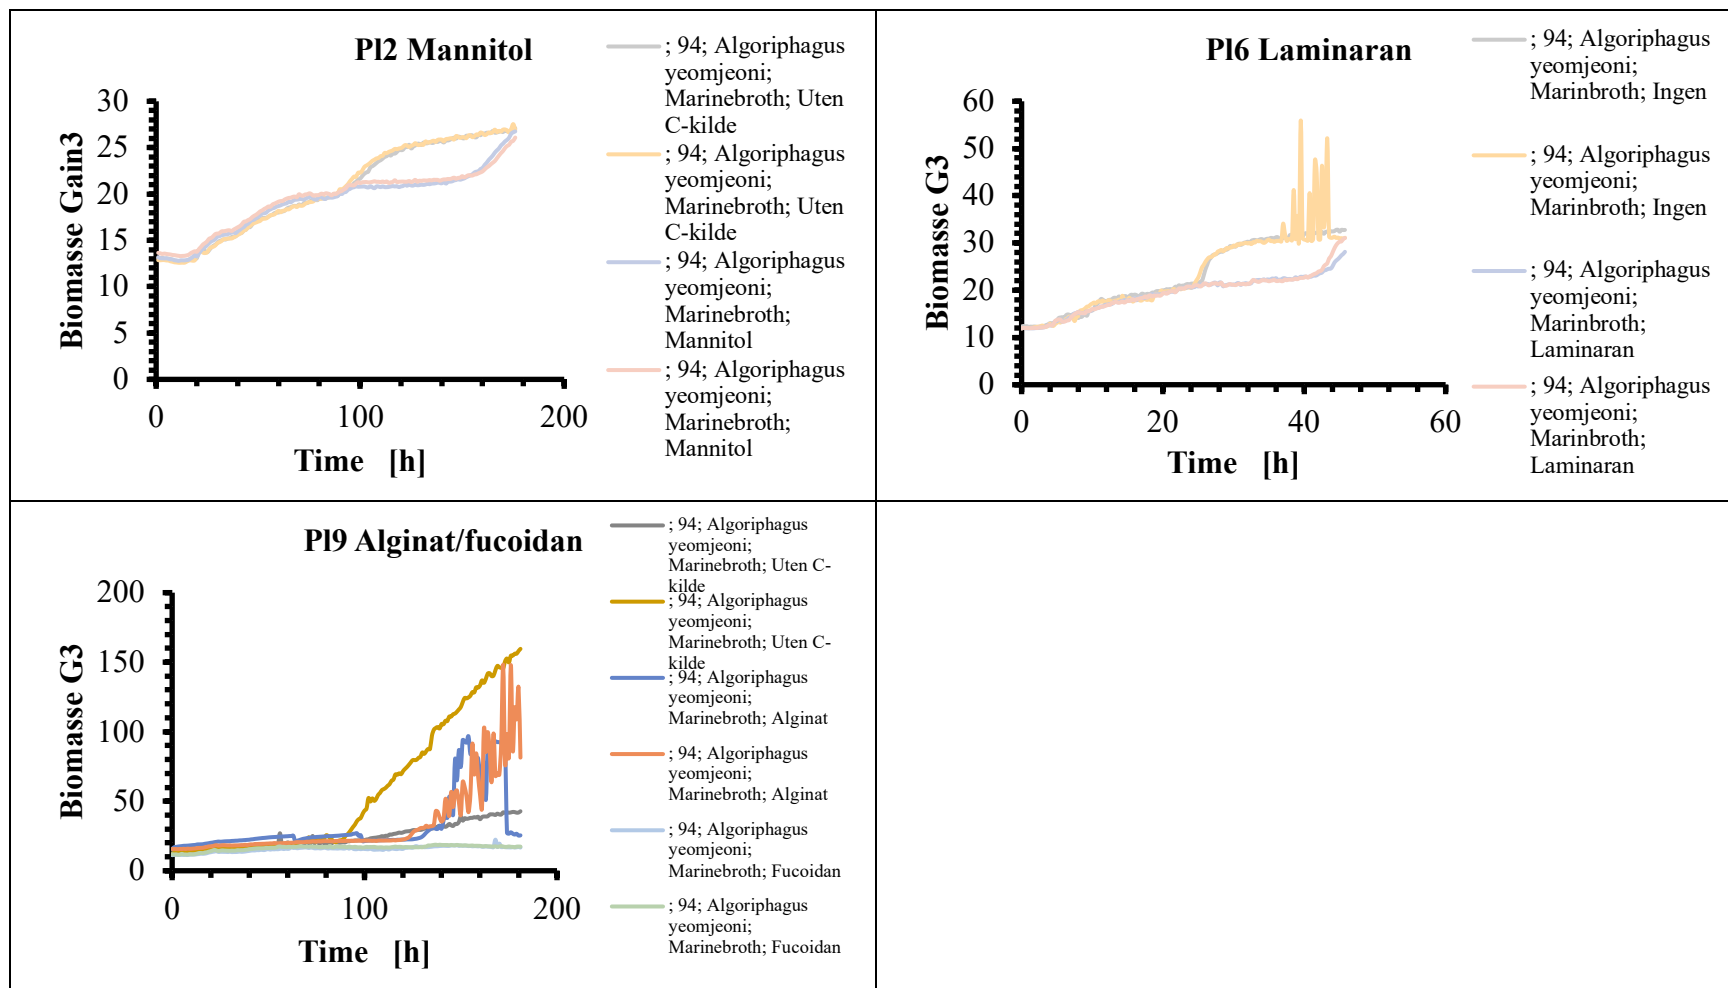 Pl2 Mannitol
30
25
20
15
10
5
0
0
100
200
Biomasse Gain3
Time [h]
; 94; Algoriphagus
yeomjeoni;
Marinebroth; Uten
C-kilde
; 94; Algoriphagus
yeomjeoni;
Marinebroth; Uten
C-kilde
; 94; Algoriphagus
yeomjeoni;
Marinebroth;
Mannitol
; 94; Algoriphagus
yeomjeoni;
Marinebroth;
Mannitol
Pl6 Laminaran
60
50
40
30
20
10
0
0
20
40
60
Biomasse G3
Time [h]
; 94; Algoriphagus
yeomjeoni;
Marinbroth; Ingen
; 94; Algoriphagus
yeomjeoni;
Marinbroth; Ingen
; 94; Algoriphagus
yeomjeoni;
Marinbroth;
Laminaran
; 94; Algoriphagus
yeomjeoni;
Marinbroth;
Laminaran
Pl9 Alginat/fucoidan
200
150
100
50
0
0
100
200
Biomasse G3
Time [h]
; 94; Algoriphagus
yeomjeoni;
Marinebroth; Uten C-
kilde
; 94; Algoriphagus
yeomjeoni;
Marinebroth; Uten C-
kilde
; 94; Algoriphagus
yeomjeoni;
Marinebroth; Alginat
; 94; Algoriphagus
yeomjeoni;
Marinebroth; Alginat
; 94; Algoriphagus
yeomjeoni;
Marinebroth; Fucoidan
; 94; Algoriphagus
yeomjeoni;
Marinebroth; Fucoidan